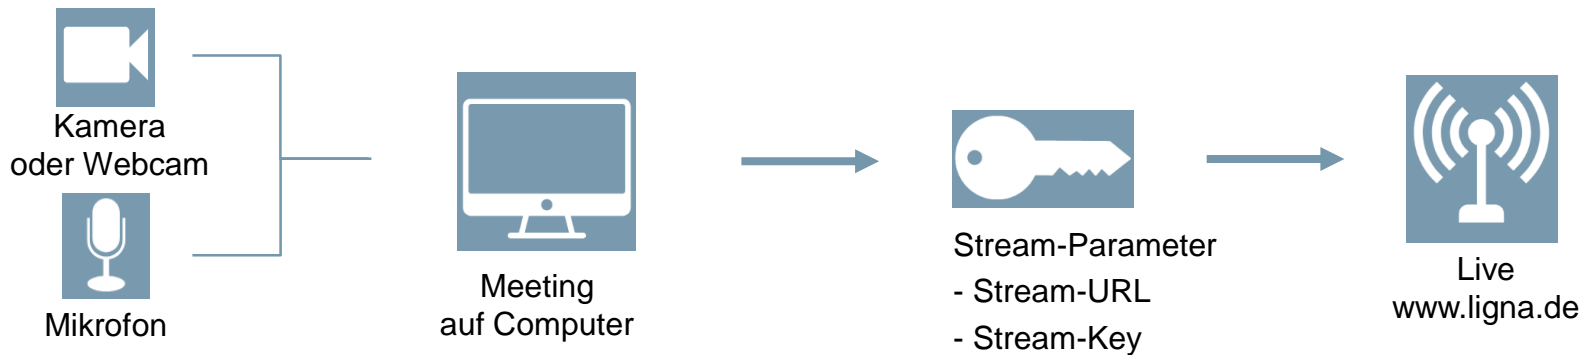 Kamera
oder Webcam
Mikrofon
Meeting
auf Computer
Stream-Parameter
- Stream-URL
- Stream-Key
Live
www.ligna.de